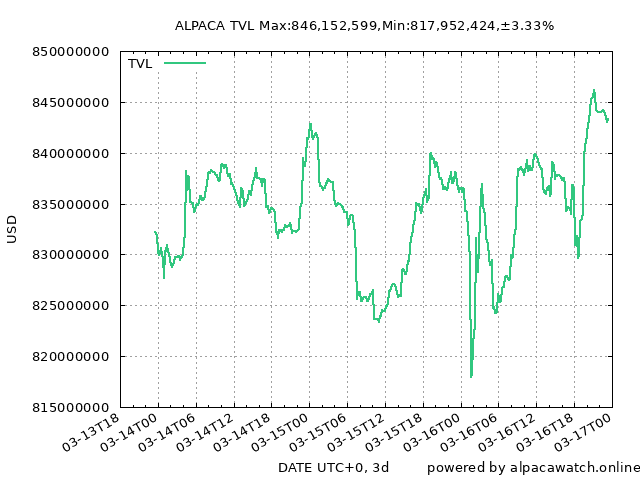 ALPACA TVL Max:846,152,599,Min:817,952,424,±3.33%
TVL
850000000
845000000
840000000
835000000
830000000
825000000
820000000
815000000
USD
03-13T18
03-14T00
03-14T06
03-14T12
03-14T18
03-15T00
03-15T06
03-15T12
03-15T18
03-16T00
03-16T06
03-16T12
03-16T18
03-17T00
DATE UTC+0, 3d
powered by alpacawatch.online